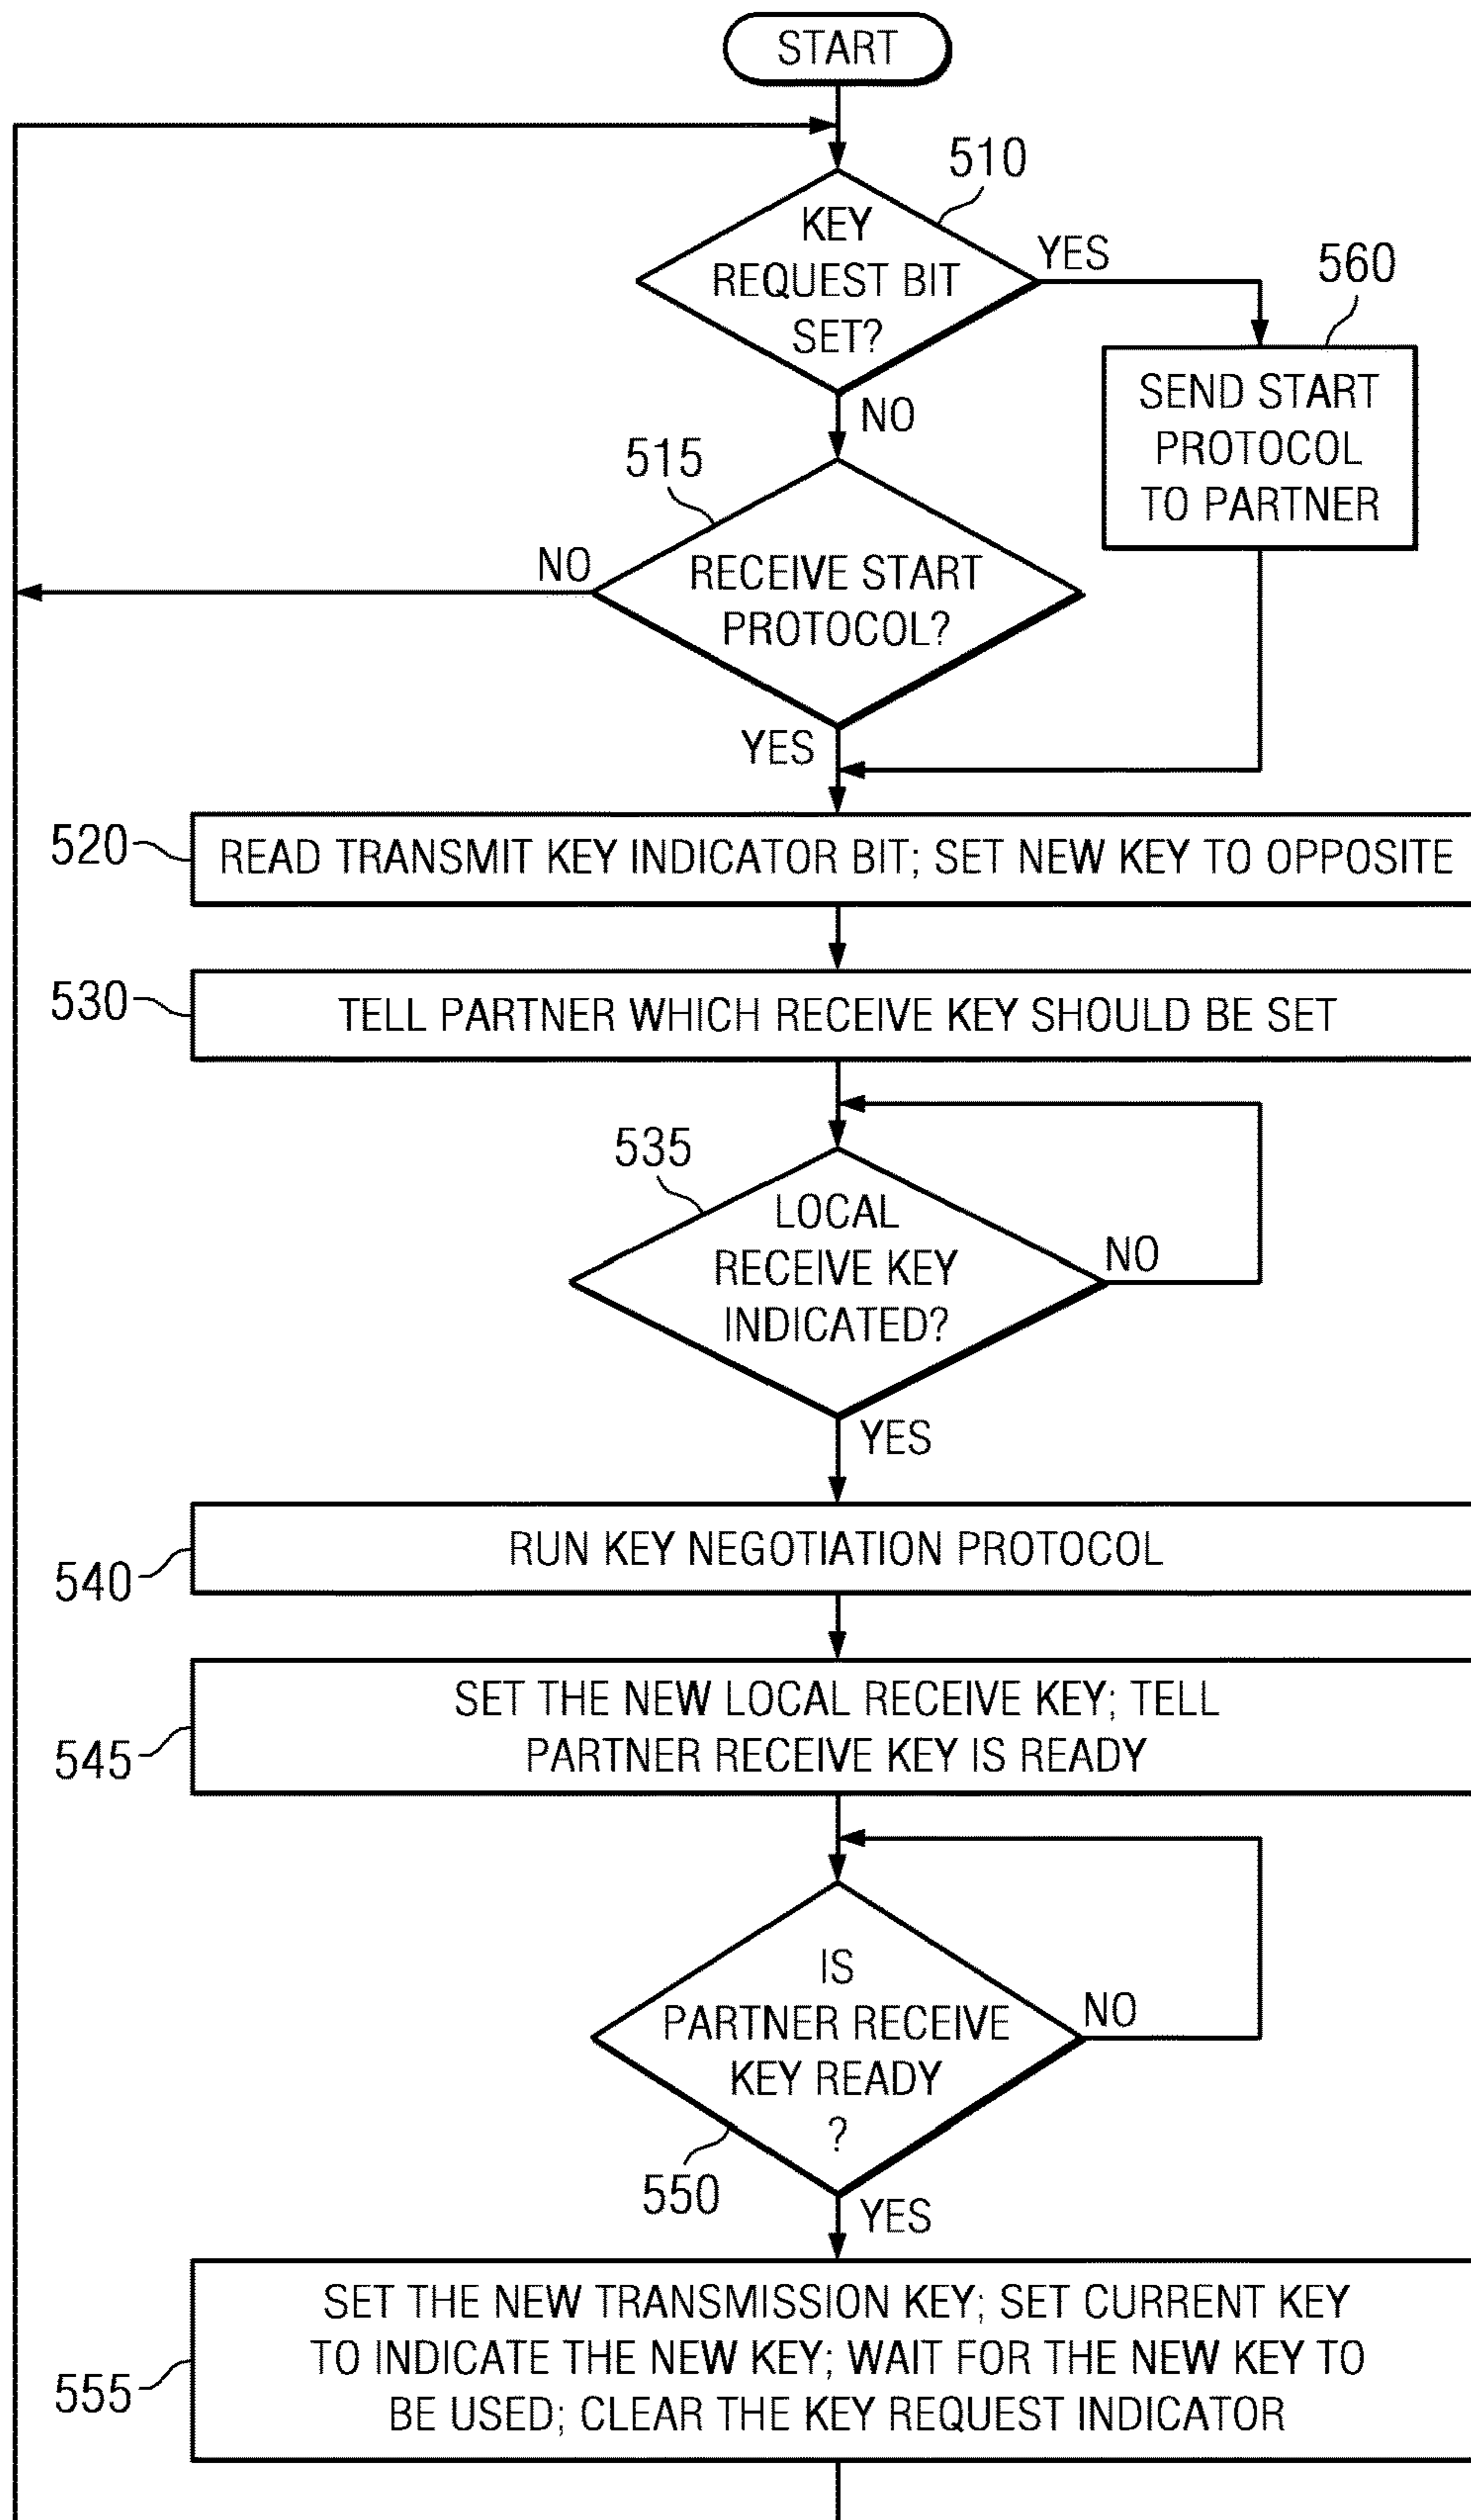 START
510
KEY
REQUEST BIT
SET?
YES
560
SEND START
PROTOCOL
TO PARTNER
NO
515
NO
RECEIVE START
PROTOCOL?
YES
520
READ TRANSMIT KEY INDICATOR BIT; SET NEW KEY TO OPPOSITE
530
TELL PARTNER WHICH RECEIVE KEY SHOULD BE SET
535
LOCAL
RECEIVE KEY
INDICATED?
NO
YES
540
RUN KEY NEGOTIATION PROTOCOL
545
SET THE NEW LOCAL RECEIVE KEY; TELL
PARTNER RECEIVE KEY IS READY
IS
PARTNER RECEIVE
KEY READY
?
NO
550
YES
555
SET THE NEW TRANSMISSION KEY; SET CURRENT KEY
TO INDICATE THE NEW KEY; WAIT FOR THE NEW KEY TO
BE USED; CLEAR THE KEY REQUEST INDICATOR